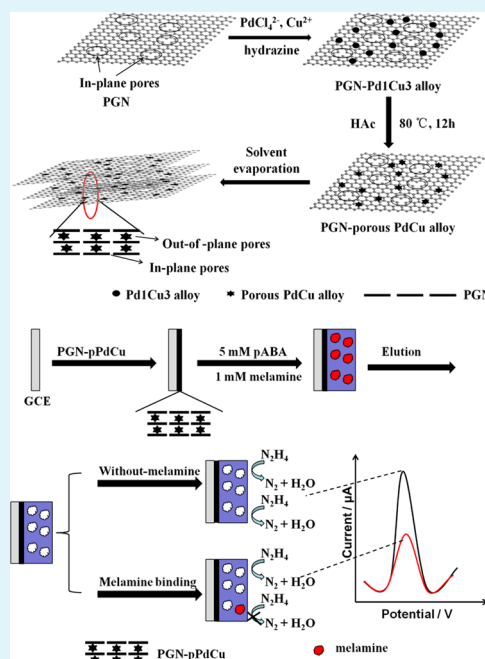 PdCl₄²⁻, Cu²⁺
hydrazine
In-plane pores
PGN
PGN-Pd1Cu3 alloy
HAc
80 ℃, 12h
Solvent
evaporation
PGN-porous PdCu alloy
Out-of -plane pores
In-plane pores
Pd1Cu3 alloy
Porous PdCu alloy
PGN
PGN-pPdCu
5 mM pABA
1 mM melamine
Elution
GCE
Without-melamine
N₂H₄
N₂ + H₂O
N₂H₄
N₂ + H₂O
Melamine binding
N₂H₄
N₂ + H₂O
N₂H₄
N₂ + H₂O
Current / µA
Potential / V
PGN-pPdCu
melamine